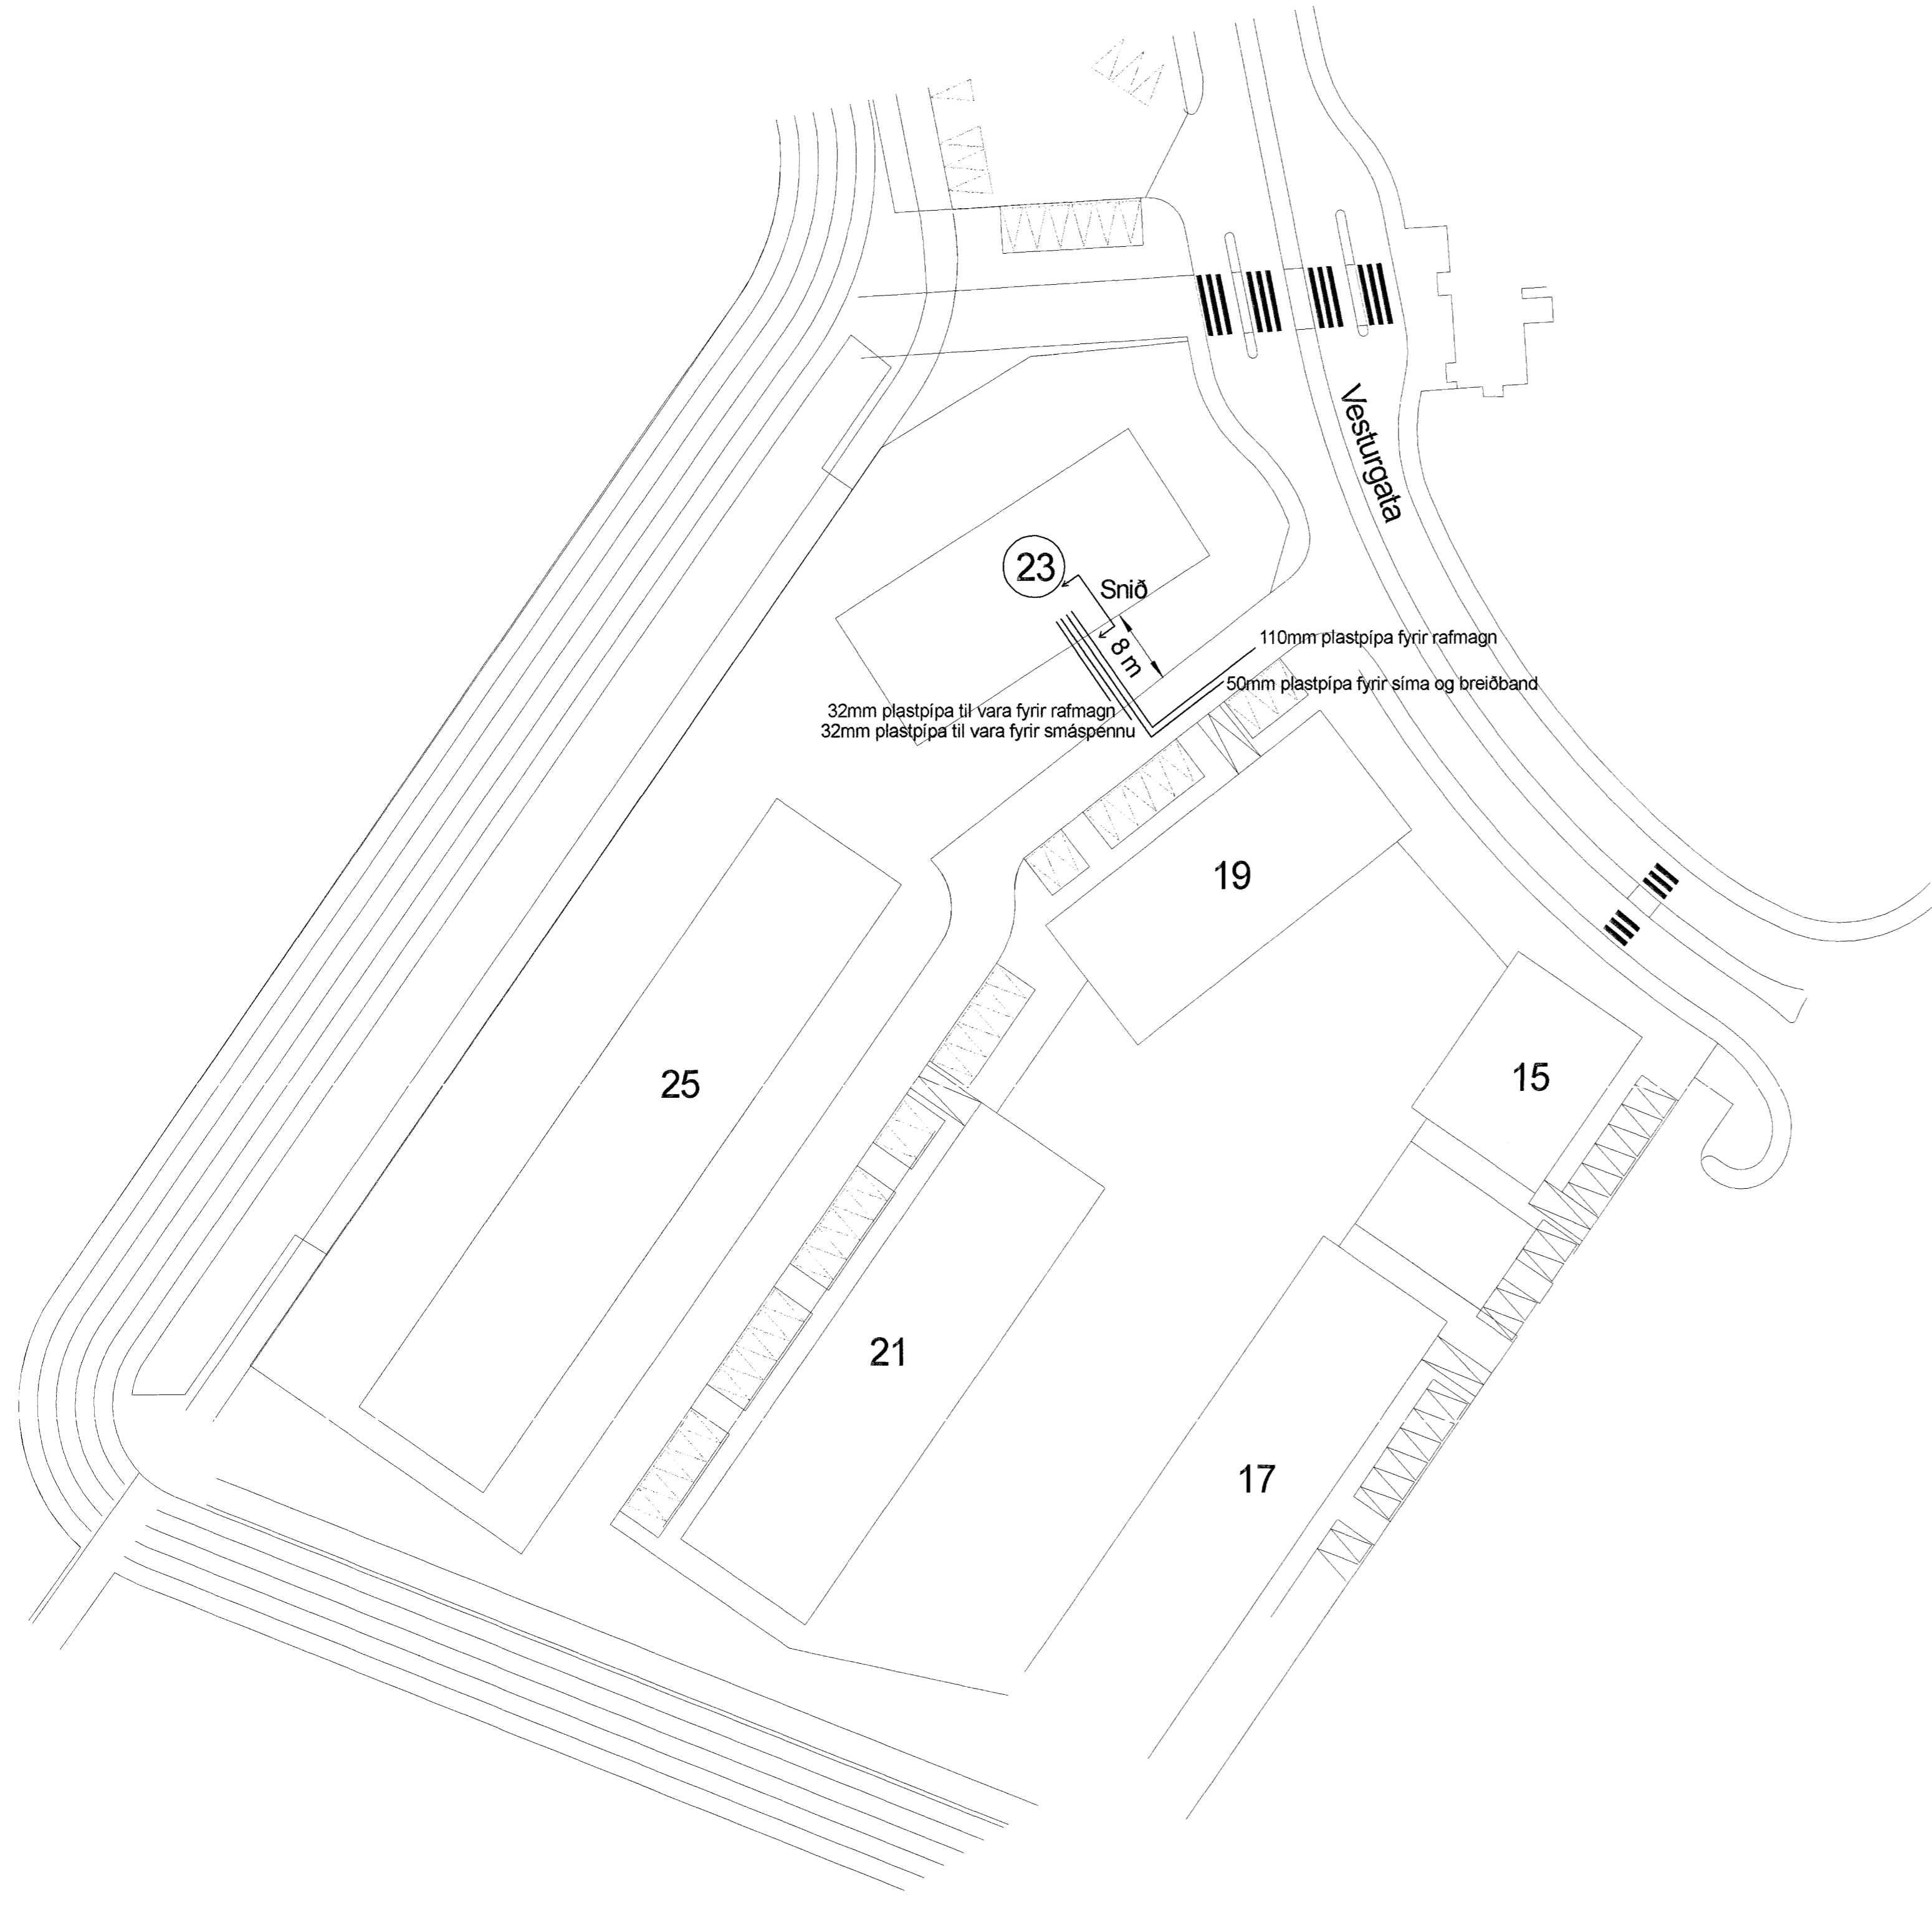 Vesturgata
23
Snið
8 m
110mm plastpípa fyrir rafmagn
50mm plastpípa fyrir síma og breiðband
32mm plastpípa til vara fyrir rafmagn
32mm plastpípa til vara fyrir smáspennu
19
25
15
21
17